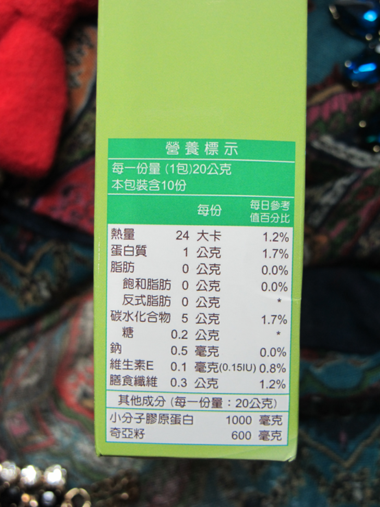 營養標示
每一份量 (1包)20公克
本包裝含10份
每份 每日參考值百分比
熱量 24 大卡 1.2%
蛋白質 1 公克 1.7%
脂肪 0 公克 0.0%
飽和脂肪 0 公克 0.0%
反式脂肪 0 公克 *
碳水化合物 5 公克 1.7%
糖 0.2 公克 *
鈉 0.5 毫克 0.0%
維生素E 0.1 毫克(0.15IU) 0.8%
膳食纖維 0.3 公克 1.2%
其他成分 (每一份量：20公克)
小分子膠原蛋白 1000 毫克
奇亞籽 600 毫克